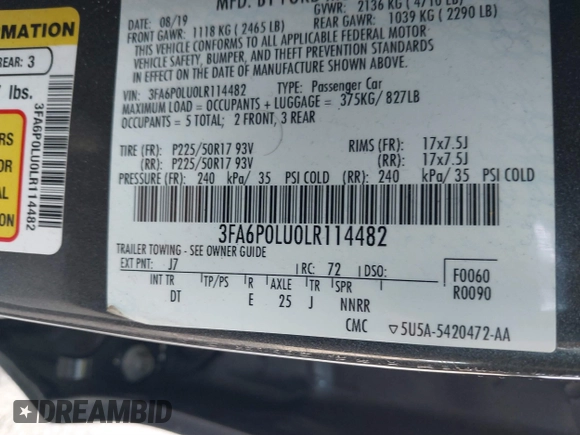 MFD. BY FORD
DATE: 08/19
GVWR: 2136 KG (4710 LB)
FRONT GAWR: 1118 KG (2465 LB)
REAR GAWR: 1039 KG (2290 LB)
THIS VEHICLE CONFORMS TO ALL APPLICABLE FEDERAL MOTOR
VEHICLE SAFETY, BUMPER, AND THEFT PREVENTION STANDARDS
IN EFFECT ON THE DATE OF MANUFACTURE SHOWN ABOVE.
VIN: 3FA6P0LU0LR114482 TYPE: Passenger Car
MAXIMUM LOAD = OCCUPANTS + LUGGAGE = 375KG/ 827LB
OCCUPANTS = 5 TOTAL; 2 FRONT, 3 REAR
TIRE (FR): P225/50R17 93V RIMS (FR): 17x7.5J
(RR): P225/50R17 93V (RR): 17x7.5J
PRESSURE (FR): 240 kPa/ 35 PSI COLD (RR): 240 kPa/ 35 PSI COLD
3FA6P0LU0LR114482
TRAILER TOWING - SEE OWNER GUIDE
EXT PNT: J7 RC: 72 DSO:
F0060
R0090
INT TR TP/PS R AXLE TR SPR
DT E 25 J NNRR
CMC ▽5U5A-5420472-AA
RMATION
REAR: 3
lbs.
3FA6P0LU0LR114482
ERS
OR
AL
ON
DREAMBID